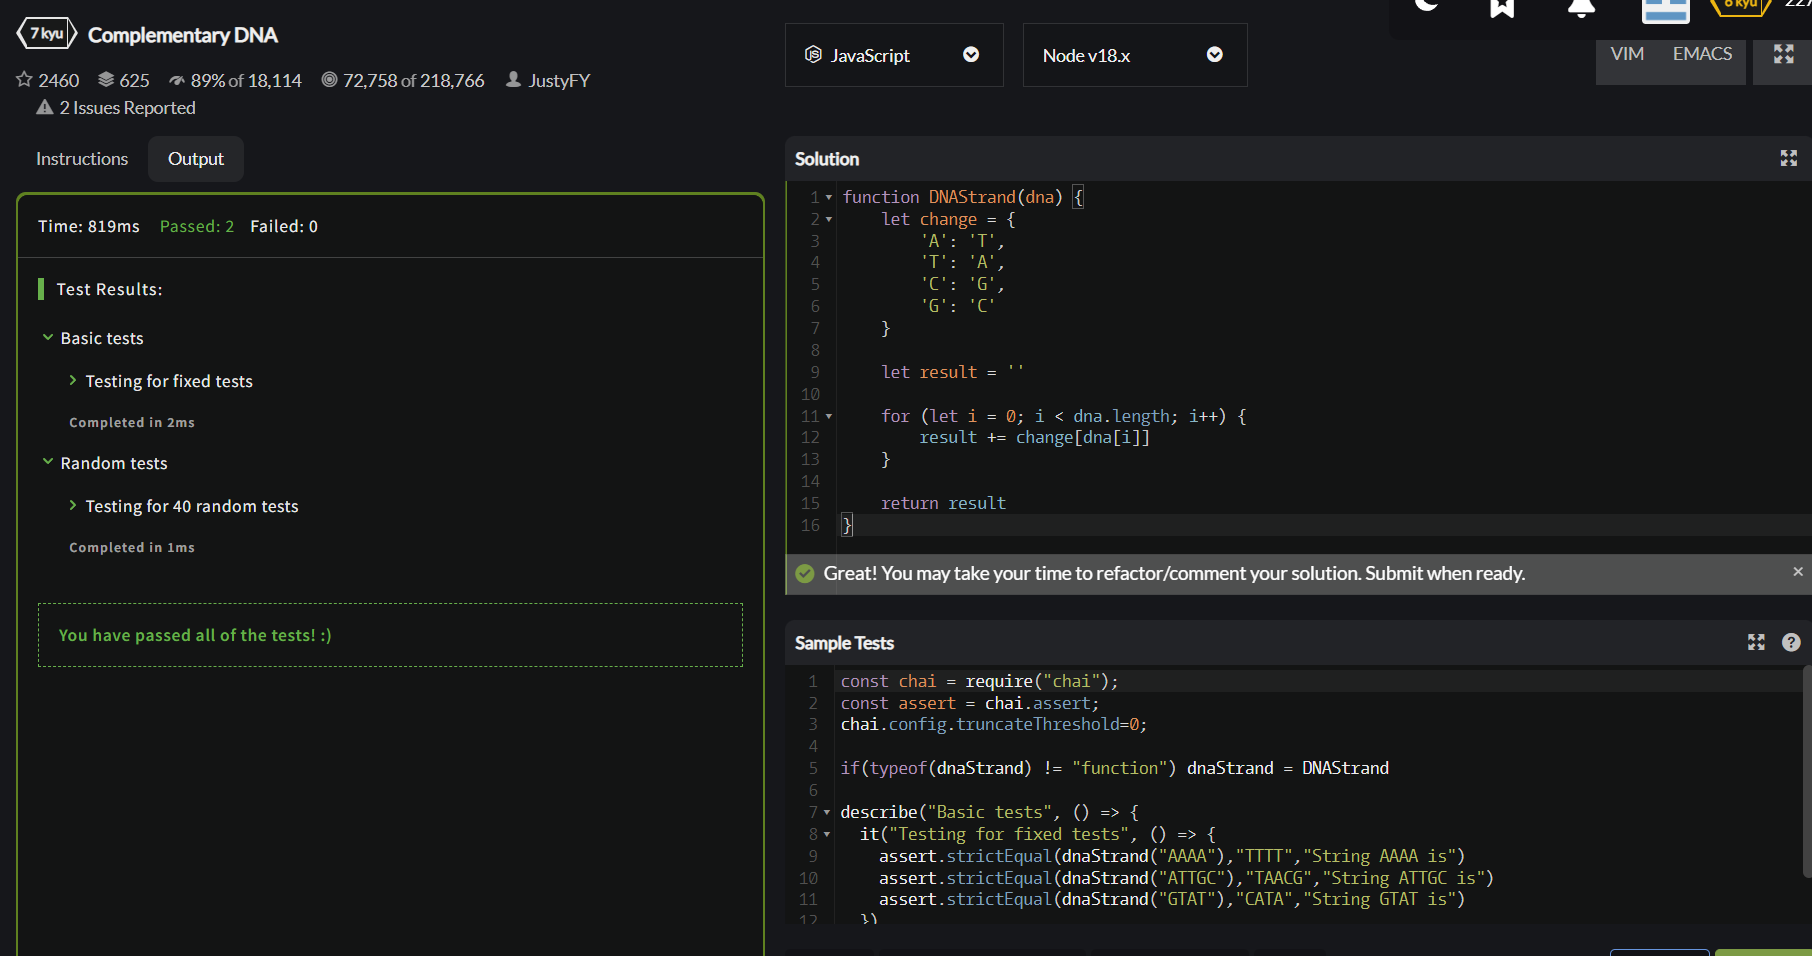 7 kyu Complementary DNA
2460 625 89% of 18,114 72,758 of 218,766 JustyFY
2 Issues Reported
Instructions Output
Time: 819ms Passed: 2 Failed: 0
Test Results:
Basic tests
Testing for fixed tests
Completed in 2ms
Random tests
Testing for 40 random tests
Completed in 1ms
You have passed all of the tests! :)
JavaScript Node v18.x
VIM EMACS
Solution
1 function DNAStrand(dna) {
2 let change = {
3 'A': 'T',
4 'T': 'A',
5 'C': 'G',
6 'G': 'C'
7 }
8
9 let result = ''
10
11 for (let i = 0; i < dna.length; i++) {
12 result += change[dna[i]]
13 }
14
15 return result
16 }
Great! You may take your time to refactor/comment your solution. Submit when ready.
Sample Tests
1 const chai = require("chai");
2 const assert = chai.assert;
3 chai.config.truncateThreshold=0;
4
5 if(typeof(dnaStrand) != "function") dnaStrand = DNAStrand
6
7 describe("Basic tests", () => {
8 it("Testing for fixed tests", () => {
9 assert.strictEqual(dnaStrand("AAAA"),"TTTT","String AAAA is")
10 assert.strictEqual(dnaStrand("ATTGC"),"TAACG","String ATTGC is")
11 assert.strictEqual(dnaStrand("GTAT"),"CATA","String GTAT is")
12 })